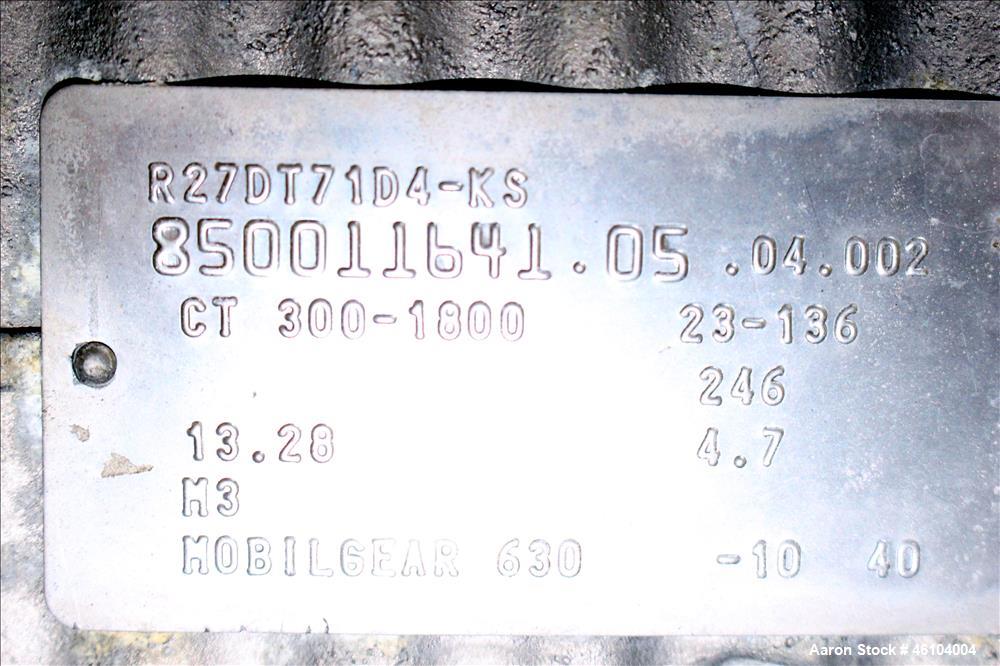 R27DT71D4-KS
850011641.05.04.002
CT 300-1800 23-136
246
13.28 4.7
M3
MOBILGEAR 630 -10 40
Aaron Stock # 46104004